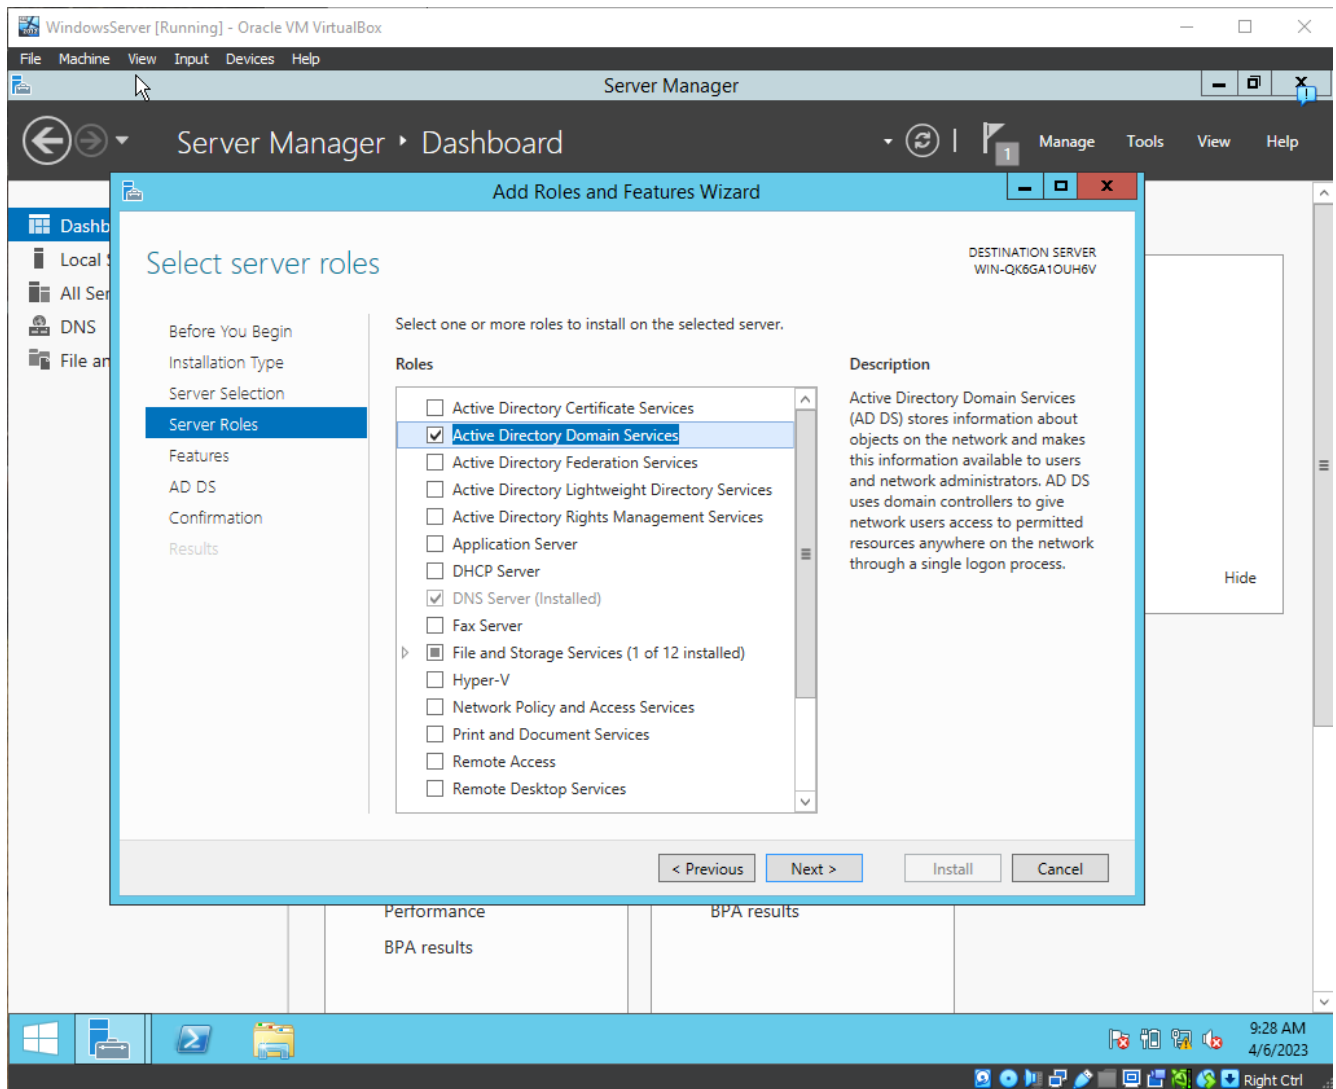 WindowsServer [Running] - Oracle VM VirtualBox
File Machine View Input Devices Help
Server Manager
Server Manager ‣ Dashboard
1
Manage Tools View Help
Add Roles and Features Wizard
Dashb
Local
All Ser
DNS
File an
Select server roles
DESTINATION SERVER
WIN-QK6GA1OUH6V
Before You Begin
Installation Type
Server Selection
Server Roles
Features
AD DS
Confirmation
Results
Select one or more roles to install on the selected server.
Roles
Active Directory Certificate Services
Active Directory Domain Services
Active Directory Federation Services
Active Directory Lightweight Directory Services
Active Directory Rights Management Services
Application Server
DHCP Server
DNS Server (Installed)
Fax Server
File and Storage Services (1 of 12 installed)
Hyper-V
Network Policy and Access Services
Print and Document Services
Remote Access
Remote Desktop Services
Description
Active Directory Domain Services
(AD DS) stores information about
objects on the network and makes
this information available to users
and network administrators. AD DS
uses domain controllers to give
network users access to permitted
resources anywhere on the network
through a single logon process.
Hide
< Previous
Next >
Install
Cancel
Performance
BPA results
BPA results
9:28 AM
4/6/2023
Right Ctrl